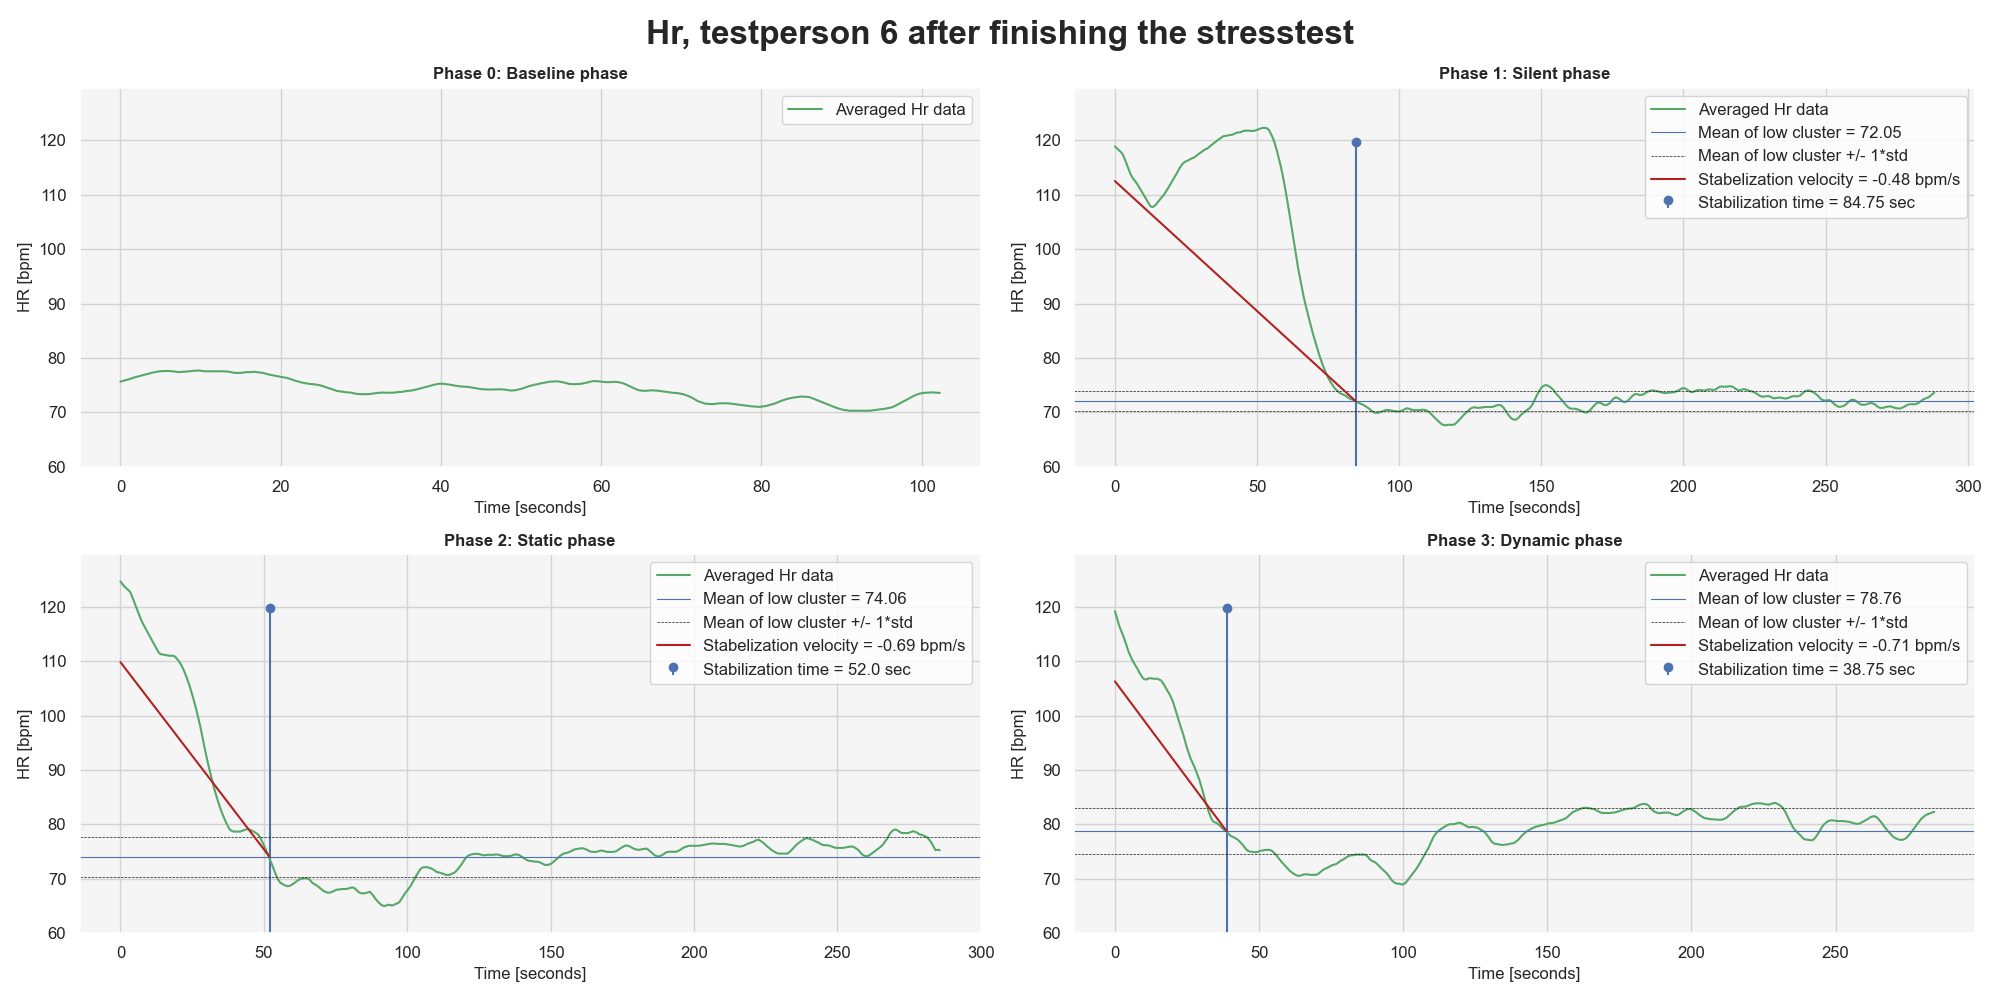 Hr, testperson 6 after finishing the stresstest
Phase 0: Baseline phase
Averaged Hr data
120
110
100
90
80
70
60
HR [bpm]
0 20 40 60 80 100
Time [seconds]
Phase 1: Silent phase
Averaged Hr data
Mean of low cluster = 72.05
Mean of low cluster +/- 1*std
Stabelization velocity = -0.48 bpm/s
Stabilization time = 84.75 sec
120
110
100
90
80
70
60
HR [bpm]
0 50 100 150 200 250 300
Time [seconds]
Phase 2: Static phase
Averaged Hr data
Mean of low cluster = 74.06
Mean of low cluster +/- 1*std
Stabelization velocity = -0.69 bpm/s
Stabilization time = 52.0 sec
120
110
100
90
80
70
60
HR [bpm]
0 50 100 150 200 250 300
Time [seconds]
Phase 3: Dynamic phase
Averaged Hr data
Mean of low cluster = 78.76
Mean of low cluster +/- 1*std
Stabelization velocity = -0.71 bpm/s
Stabilization time = 38.75 sec
120
110
100
90
80
70
60
HR [bpm]
0 50 100 150 200 250
Time [seconds]